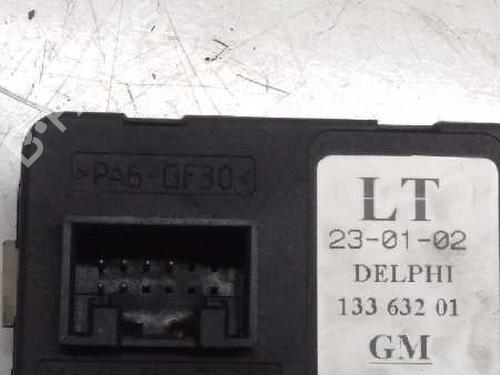 >PA6-GF30<
LT
23-01-02
DELPHI
133 632 01
GM